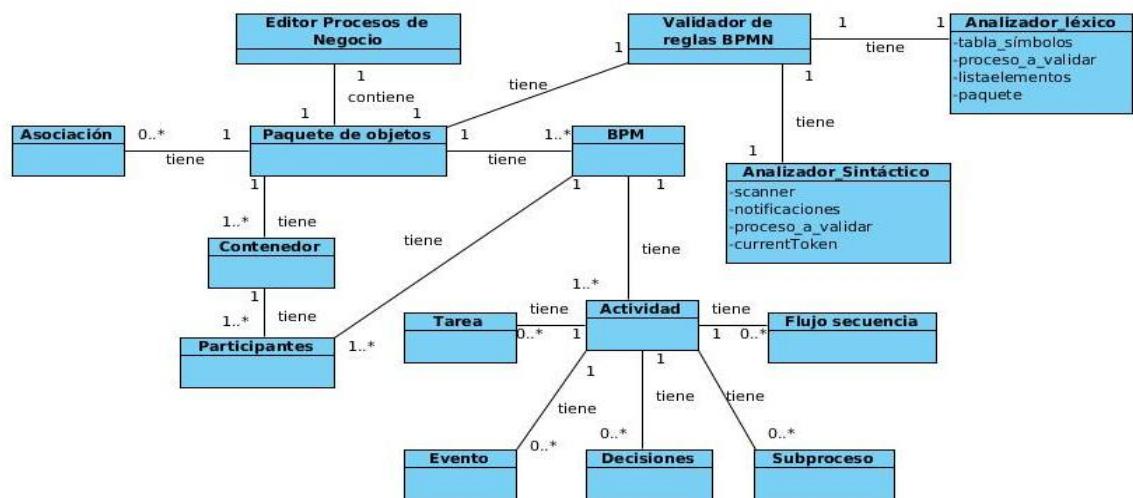 Editor Procesos de
Negocio
Validador de
reglas BPMN
1
1
tiene
Analizador_léxico
-tabla_símbolos
-proceso_a_validar
-listaelementos
-paquete
1
contiene
1
1
tiene
1
1
tiene
1
Asociación
0..*
1
tiene
Paquete de objetos
1
1..*
tiene
BPM
Analizador_Sintáctico
-scanner
-notificaciones
-proceso_a_validar
-currentToken
1
1..*
tiene
1
1
tiene
tiene
Contenedor
1
1..*
tiene
1..*
Participantes
1..*
Tarea
tiene
0..*
1
Actividad
tiene
1
0..*
Flujo secuencia
1
tiene
0..*
1
tiene
0..*
tiene
0..*
Evento
Decisiones
Subproceso